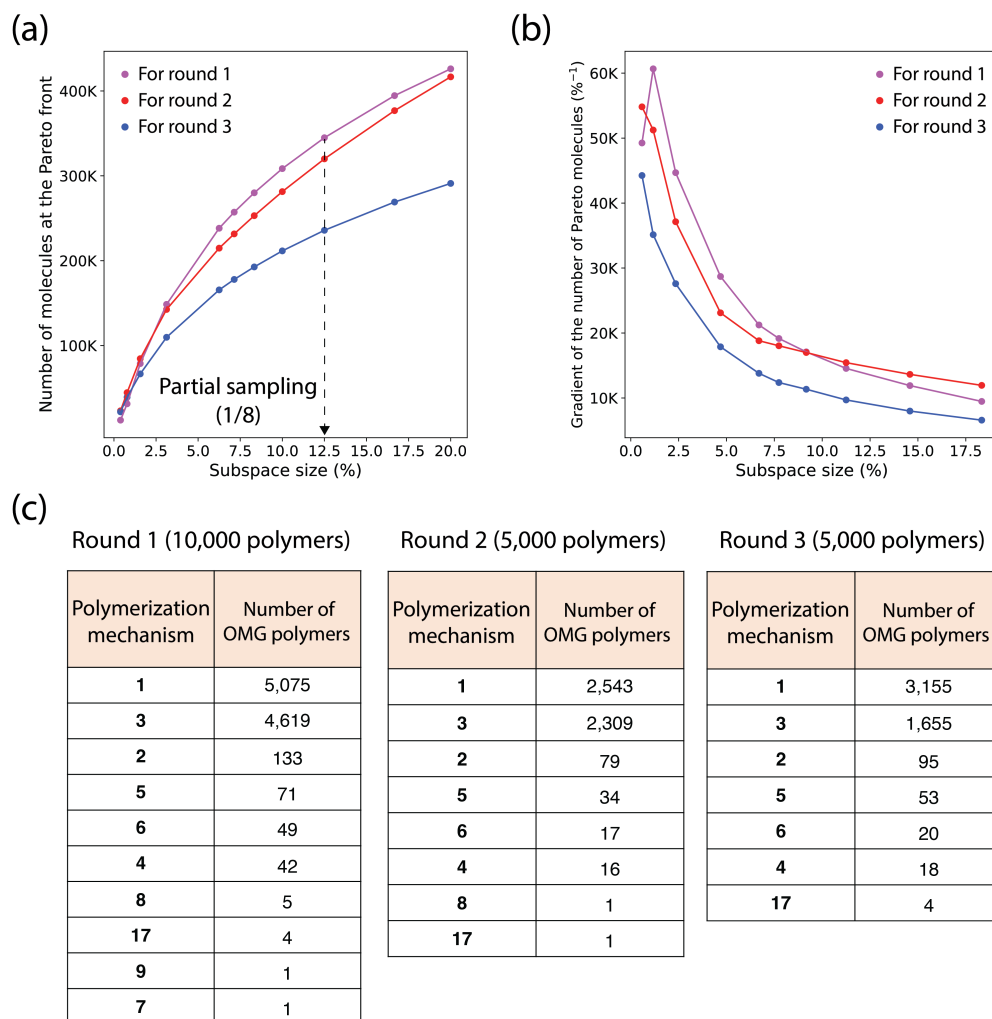 (a)
Number of molecules at the Pareto front
400K
300K
200K
100K
For round 1
For round 2
For round 3
Partial sampling
(1/8)
0.0 2.5 5.0 7.5 10.0 12.5 15.0 17.5 20.0
Subspace size (%)
(b)
Gradient of the number of Pareto molecules (%⁻¹)
60K
50K
40K
30K
20K
10K
For round 1
For round 2
For round 3
0.0 2.5 5.0 7.5 10.0 12.5 15.0 17.5
Subspace size (%)
(c)
Round 1 (10,000 polymers)
Polymerization mechanism Number of OMG polymers
1 5,075
3 4,619
2 133
5 71
6 49
4 42
8 5
17 4
9 1
7 1
Round 2 (5,000 polymers)
Polymerization mechanism Number of OMG polymers
1 2,543
3 2,309
2 79
5 34
6 17
4 16
8 1
17 1
Round 3 (5,000 polymers)
Polymerization mechanism Number of OMG polymers
1 3,155
3 1,655
2 95
5 53
6 20
4 18
17 4